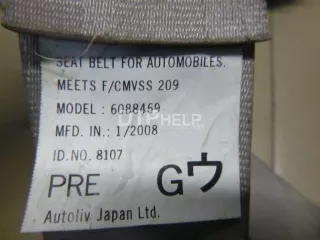 SEAT BELT FOR AUTOMOBILES.
MEETS F/CMVSS 209
MODEL : 6088469
MFD. IN.: 1/2008
ID.NO. 8107
PRE Gウ
Autoliv Japan Ltd.